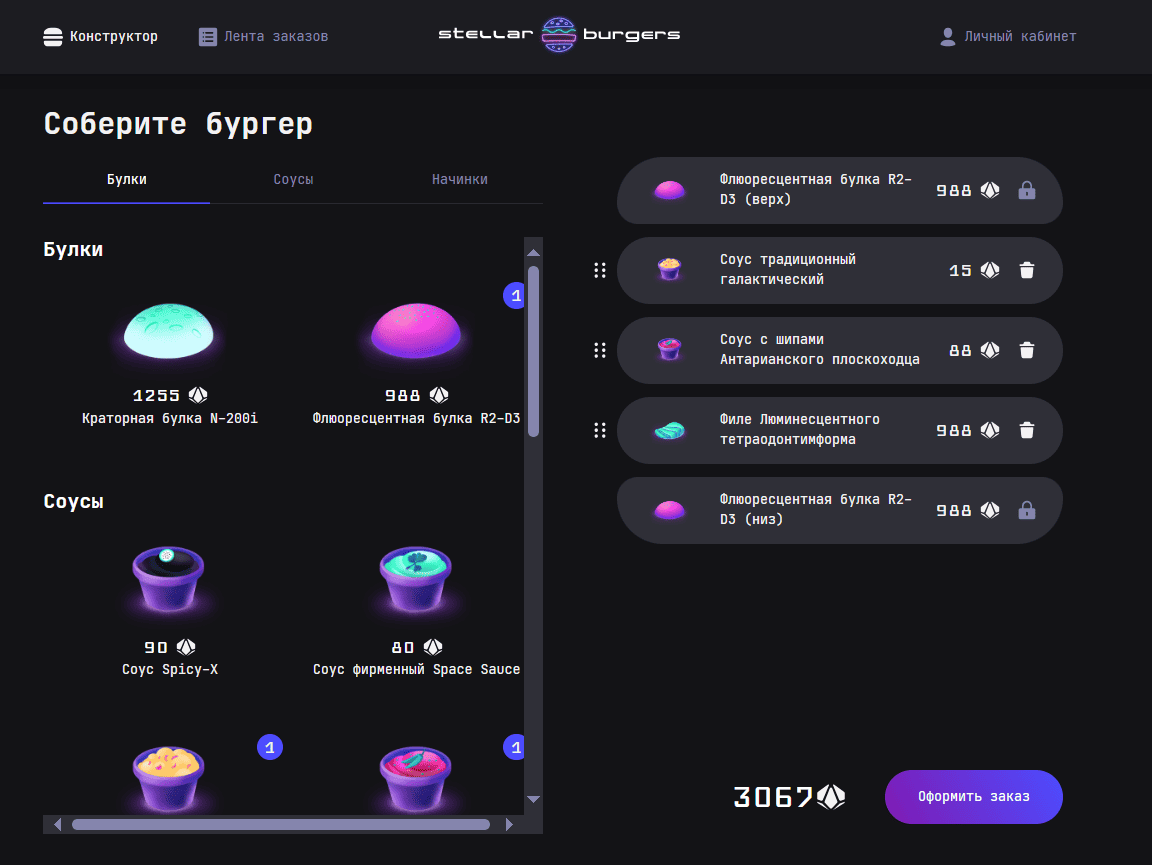 Конструктор
Лента заказов
stellar burgers
Личный кабинет
Соберите бургер
Булки
Соусы
Начинки
Булки
1
1255
988
Краторная булка N-200i
Флюоресцентная булка R2-D3
Соусы
90
80
Соус Spicy-X
Соус фирменный Space Sauce
1
1
Флюоресцентная булка R2-
D3 (верх)
988
Соус традиционный
галактический
15
Соус с шипами
Антарианского плоскоходца
88
Филе Люминесцентного
тетраодонтимформа
988
Флюоресцентная булка R2-
D3 (низ)
988
3067
Оформить заказ